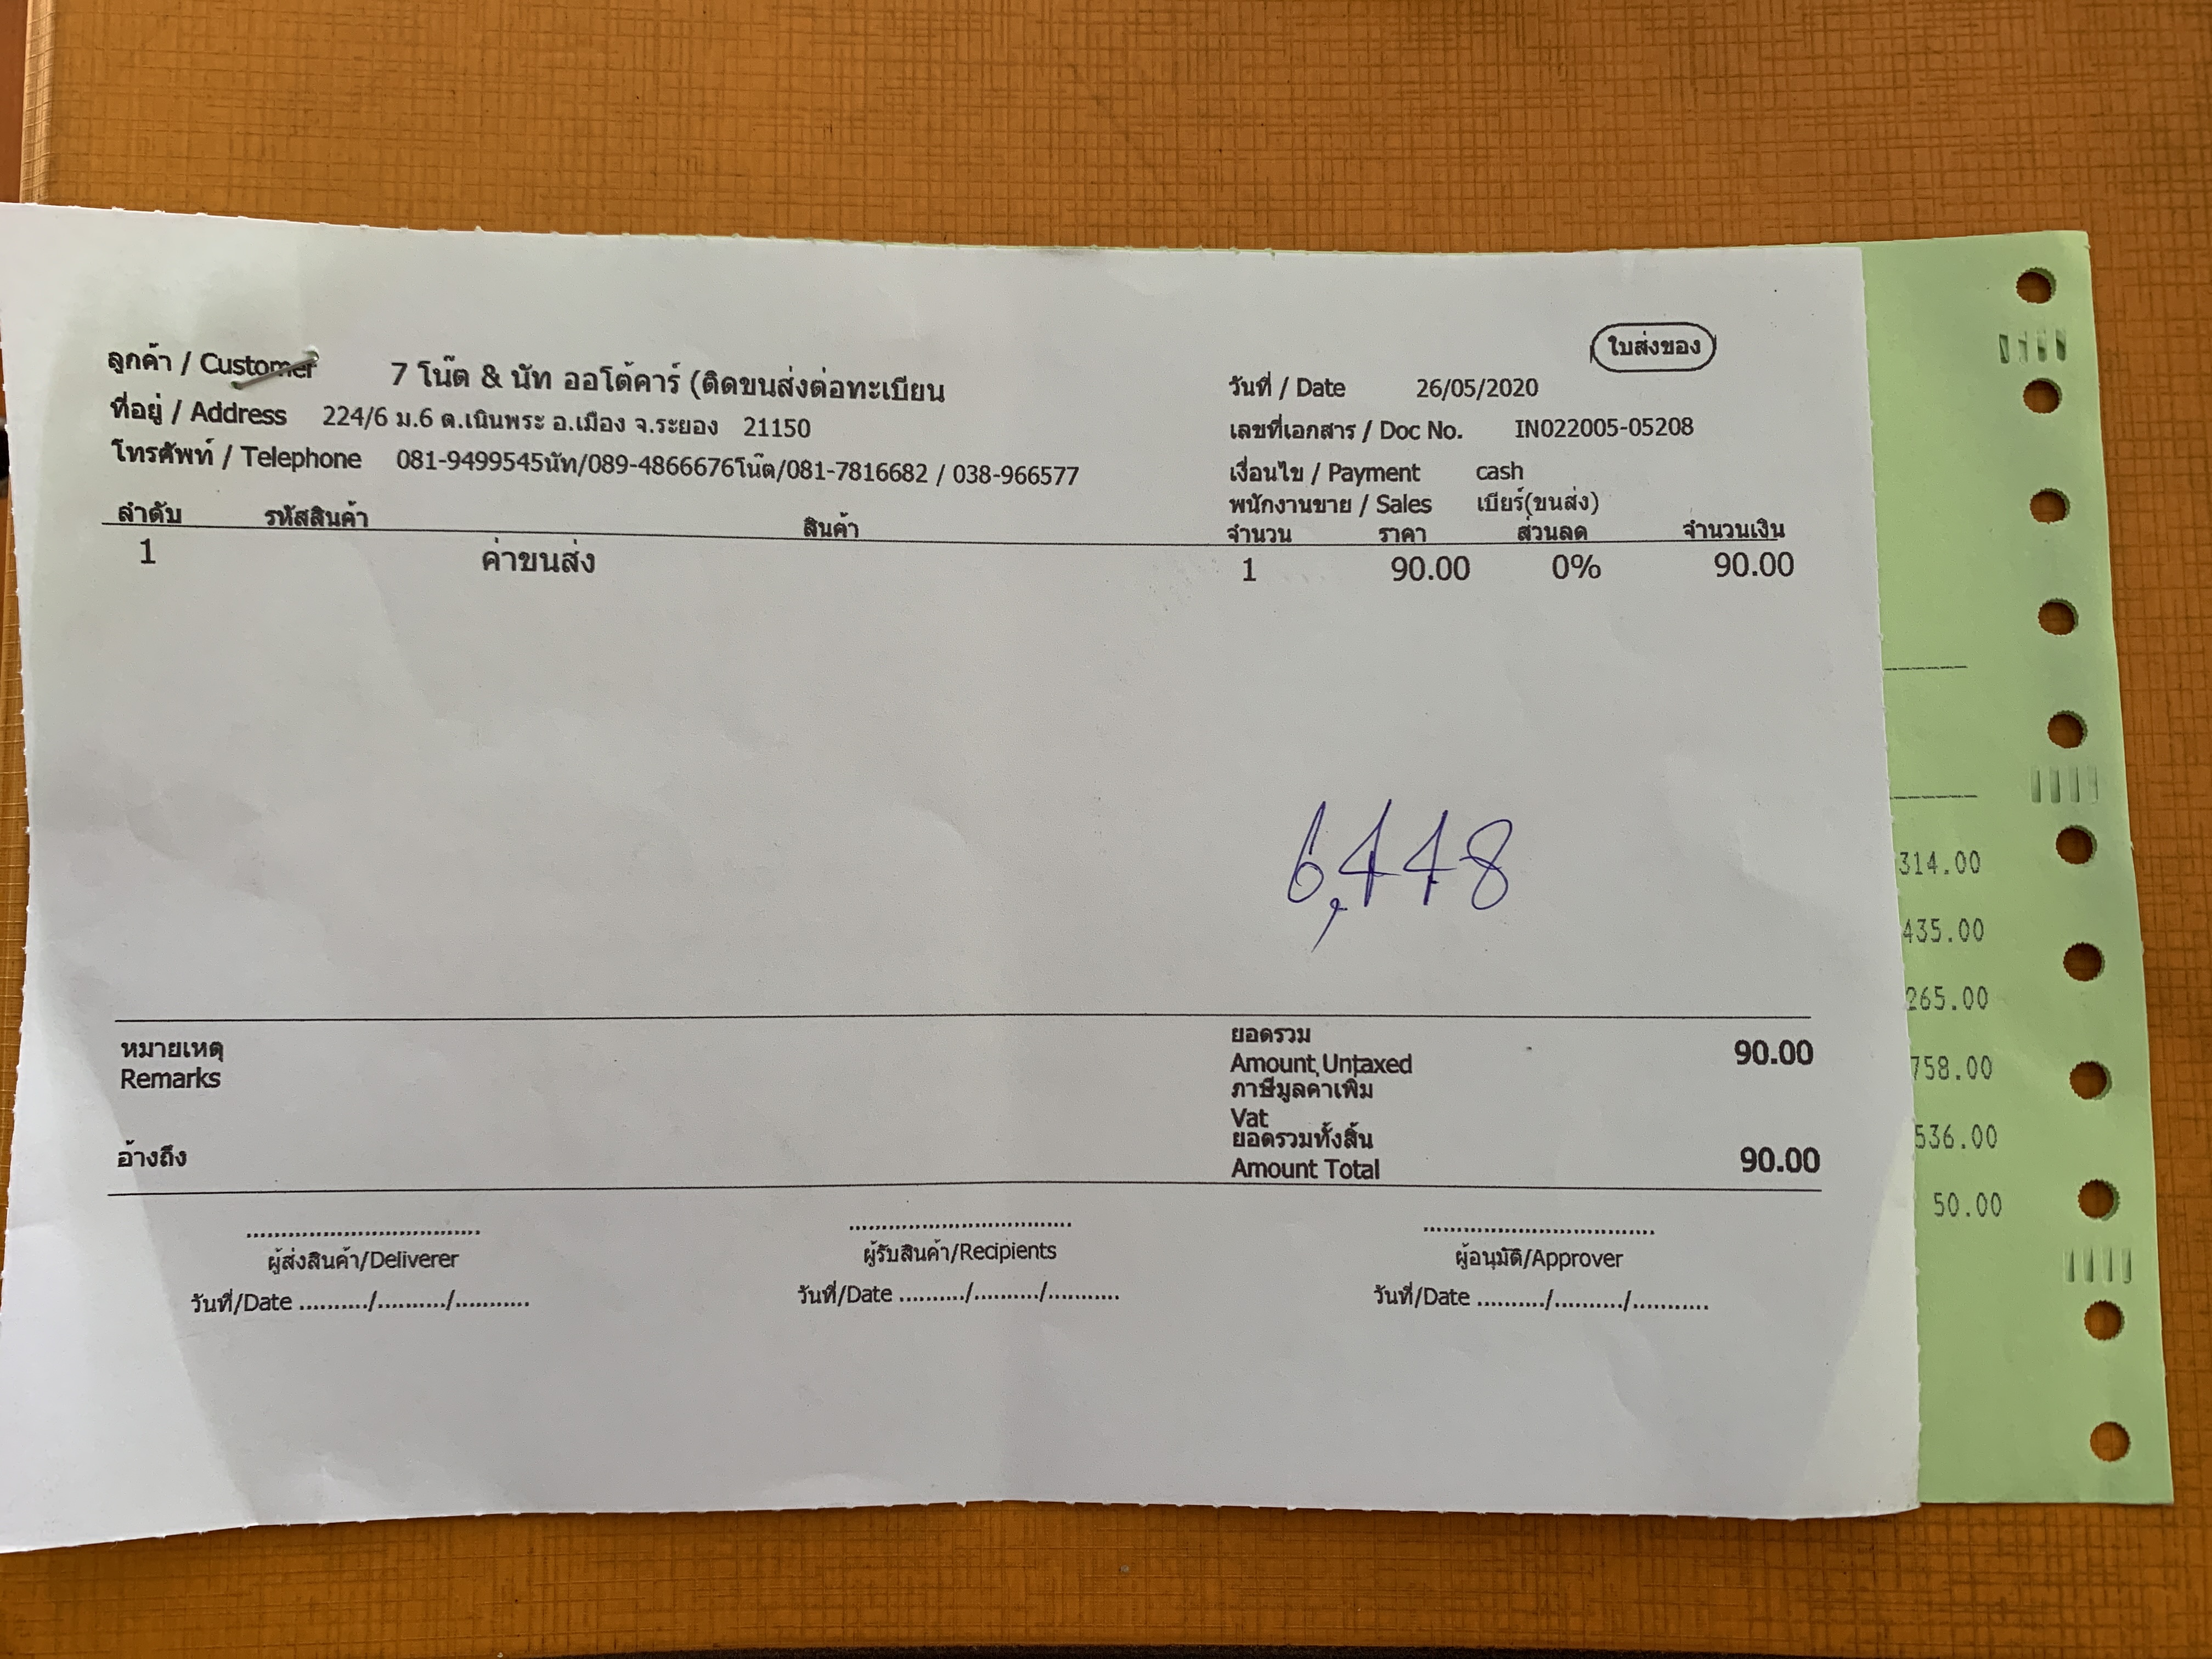 ใบส่งของ
ลูกค้า / Customer 7 โน๊ต & นัท ออโต้คาร์ (ติดขนส่งต่อทะเบียน
ที่อยู่ / Address 224/6 ม.6 ต.เนินพระ อ.เมือง จ.ระยอง 21150
โทรศัพท์ / Telephone 081-9499545นัท/089-4866676โน๊ต/081-7816682 / 038-966577
วันที่ / Date 26/05/2020
เลขที่เอกสาร / Doc No. IN022005-05208
เงื่อนไข / Payment cash
พนักงานขาย / Sales เบียร์(ขนส่ง)
ลำดับ รหัสสินค้า สินค้า จำนวน ราคา ส่วนลด จำนวนเงิน
1 ค่าขนส่ง 1 90.00 0% 90.00
6,448
หมายเหตุ
Remarks
อ้างถึง
ยอดรวม
Amount Untaxed 90.00
ภาษีมูลค่าเพิ่ม
Vat
ยอดรวมทั้งสิ้น
Amount Total 90.00
ผู้ส่งสินค้า/Deliverer
วันที่/Date ........../........../...........
ผู้รับสินค้า/Recipients
วันที่/Date ........../........../...........
ผู้อนุมัติ/Approver
วันที่/Date ........../........../...........
314.00
435.00
265.00
758.00
536.00
50.00